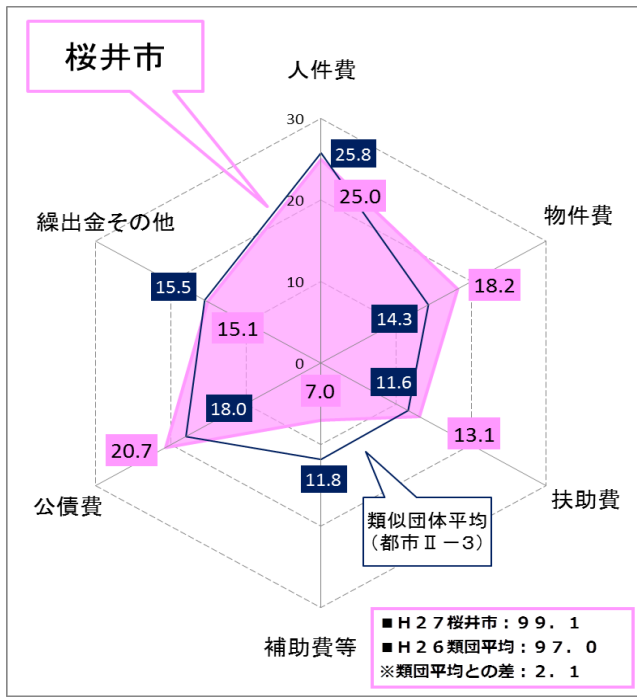 桜井市
人件費
30
25.8
25.0
20
物件費
繰出金その他
15.5
18.2
10
14.3
15.1
0
11.6
7.0
18.0
13.1
20.7
11.8
公債費
扶助費
類似団体平均
（都市Ⅱ－３）
補助費等
■Ｈ２７桜井市：９９．１
■Ｈ２６類団平均：９７．０
※類団平均との差：２．１